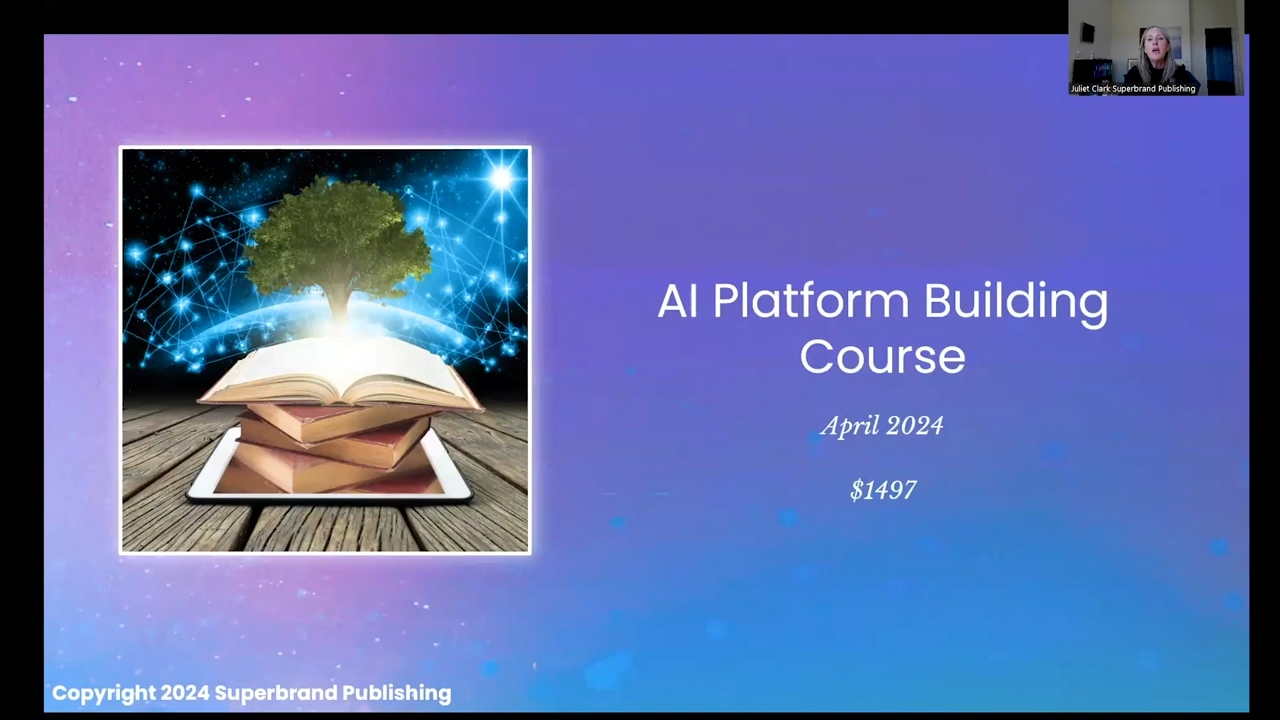 Juliet Clark Superbrand Publishing
AI Platform Building
Course
April 2024
$1497
Copyright 2024 Superbrand Publishing